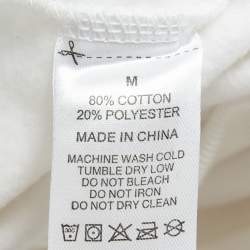 M
80% COTTON
20% POLYESTER
MADE IN CHINA
MACHINE WASH COLD
TUMBLE DRY LOW
DO NOT BLEACH
DO NOT IRON
DO NOT DRY CLEAN